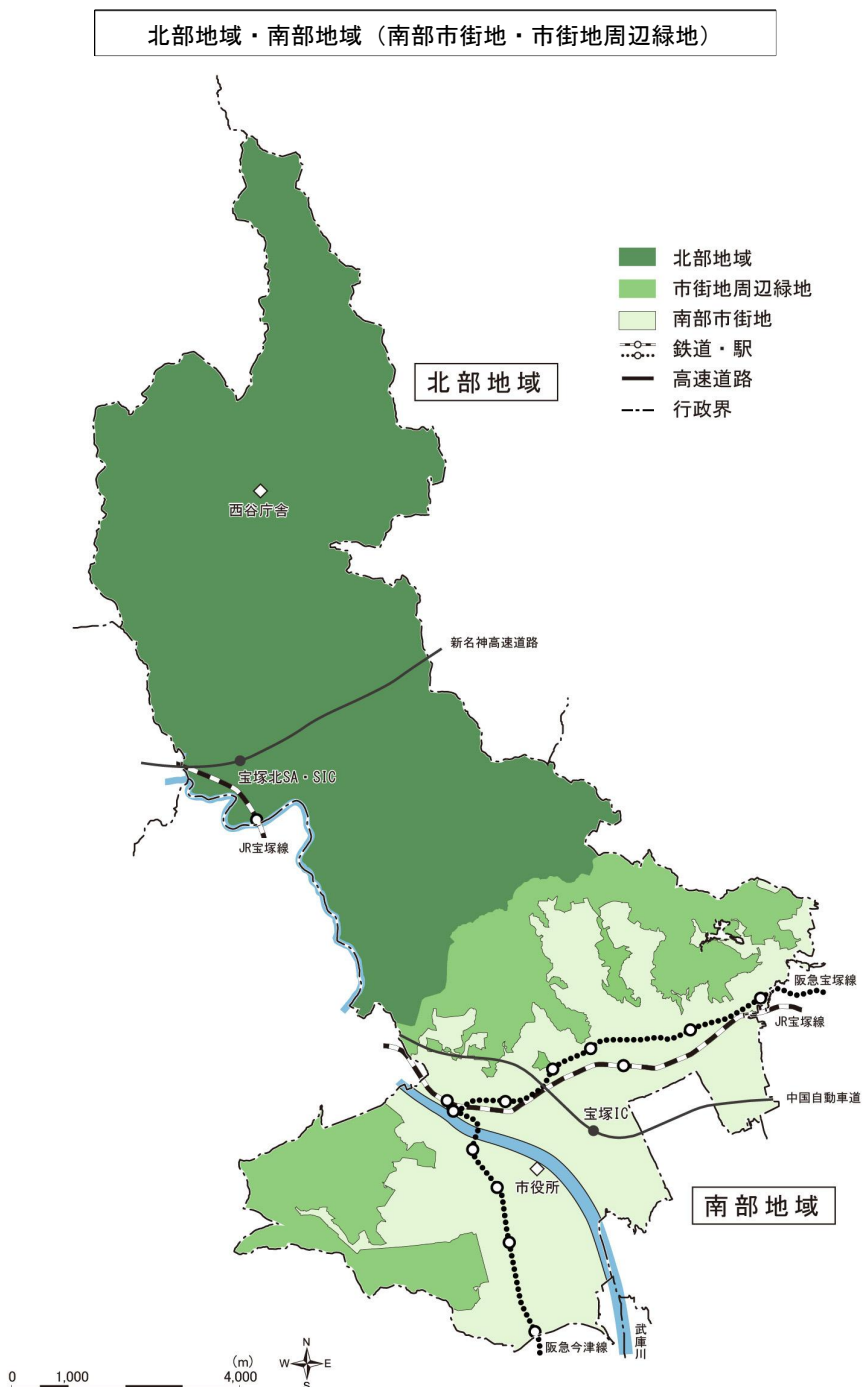 北部地域・南部地域（南部市街地・市街地周辺緑地）
北部地域
市街地周辺緑地
南部市街地
鉄道・駅
高速道路
行政界
北部地域
西谷庁舎
新名神高速道路
宝塚北SA・SIC
JR宝塚線
阪急宝塚線
JR宝塚線
中国自動車道
宝塚IC
市役所
南部地域
武庫川
阪急今津線
N
W
E
S
(m)
0
1,000
4,000